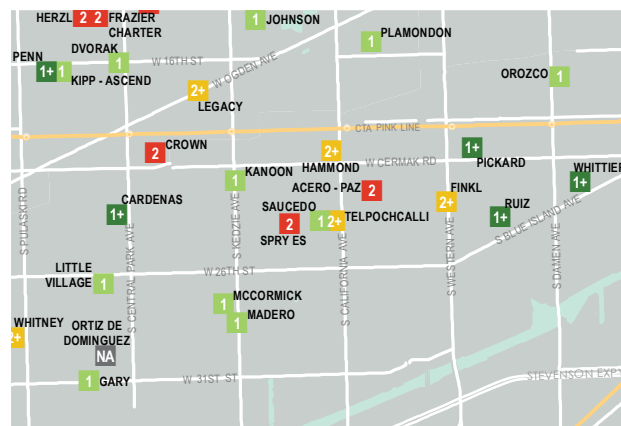 HERZL 2 2 FRAZIER
CHARTER
1 JOHNSON
PLAMONDON
1
DVORAK
1
W 16TH ST
PENN
1+ 1
KIPP - ASCEND
W OGDEN AVE
2+
LEGACY
OROZCO 1
CTA PINK LINE
CROWN
2
2+
HAMMOND
W CERMAK RD
1+
PICKARD
KANOON
1
ACERO - PAZ 2
FINKL
2+
WHITTIER
1+
CARDENAS
1+
SAUCEDO
2
1 2+ TELPOCHCALLI
SPRY ES
RUIZ
1+
S BLUE ISLAND AVE
S PULASKI RD
S CENTRAL PARK AVE
S KEDZIE AVE
S CALIFORNIA AVE
S WESTERN AVE
S DAMEN AVE
W 26TH ST
LITTLE
VILLAGE 1
MCCORMICK
1
MADERO
1
WHITNEY
2+
ORTIZ DE
DOMINGUEZ
NA
1 GARY
W 31ST ST
STEVENSON EXPY